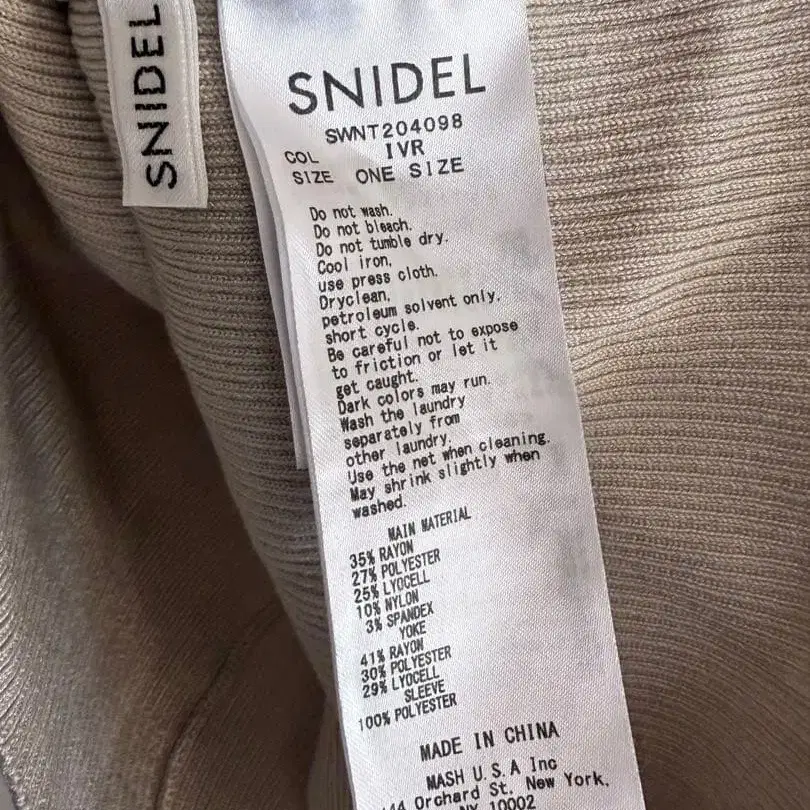 SNIDEL
SNIDEL
SWNT204098
COL IVR
SIZE ONE SIZE
Do not wash.
Do not bleach.
Do not tumble dry.
Cool iron,
use press cloth.
Dryclean,
petroleum solvent only,
short cycle.
Be careful not to expose
to friction or let it
get caught.
Dark colors may run.
Wash the laundry
separately from
other laundry.
Use the net when cleaning.
May shrink slightly when
washed.
MAIN MATERIAL
35% RAYON
27% POLYESTER
25% LYOCELL
10% NYLON
3% SPANDEX
YOKE
41% RAYON
30% POLYESTER
29% LYOCELL
SLEEVE
100% POLYESTER
MADE IN CHINA
MASH U.S.A Inc
44 Orchard St. New York,
NY 10002